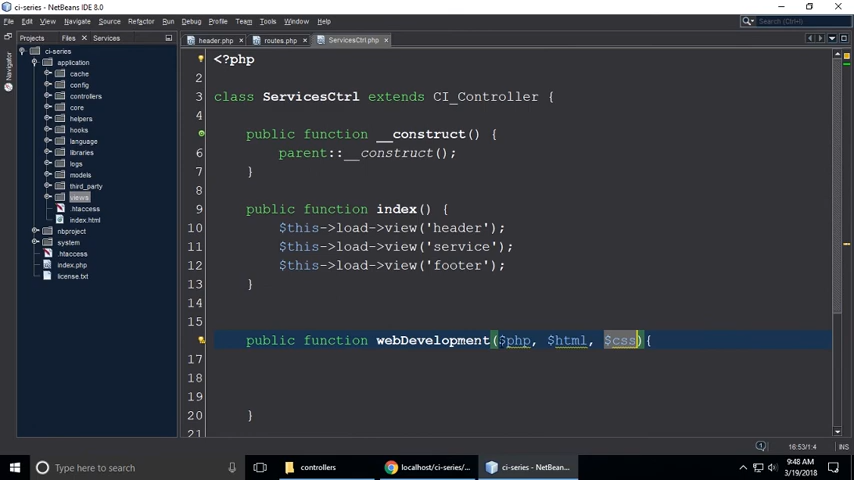 ci-series - NetBeans IDE 8.0
File Edit View Navigate Source Refactor Run Debug Profile Team Tools Window Help
Search (Ctrl+I)
Projects Files Services
header.php routes.php ServicesCtrl.php
Navigator
ci-series
application
cache
config
controllers
core
helpers
hooks
language
libraries
logs
models
third_party
views
.htaccess
index.html
nbproject
system
.htaccess
index.php
license.txt
<?php
2
3 class ServicesCtrl extends CI_Controller {
4
public function __construct() {
6 parent::__construct();
7 }
8
9 public function index() {
10 $this->load->view('header');
11 $this->load->view('service');
12 $this->load->view('footer');
13 }
14
15
public function webDevelopment($php, $html, $css){
17
18
19
20 }
21
16:53/1:4 INS
Type here to search
controllers
localhost/ci-series/...
ci-series - NetBeans...
9:48 AM
3/19/2018